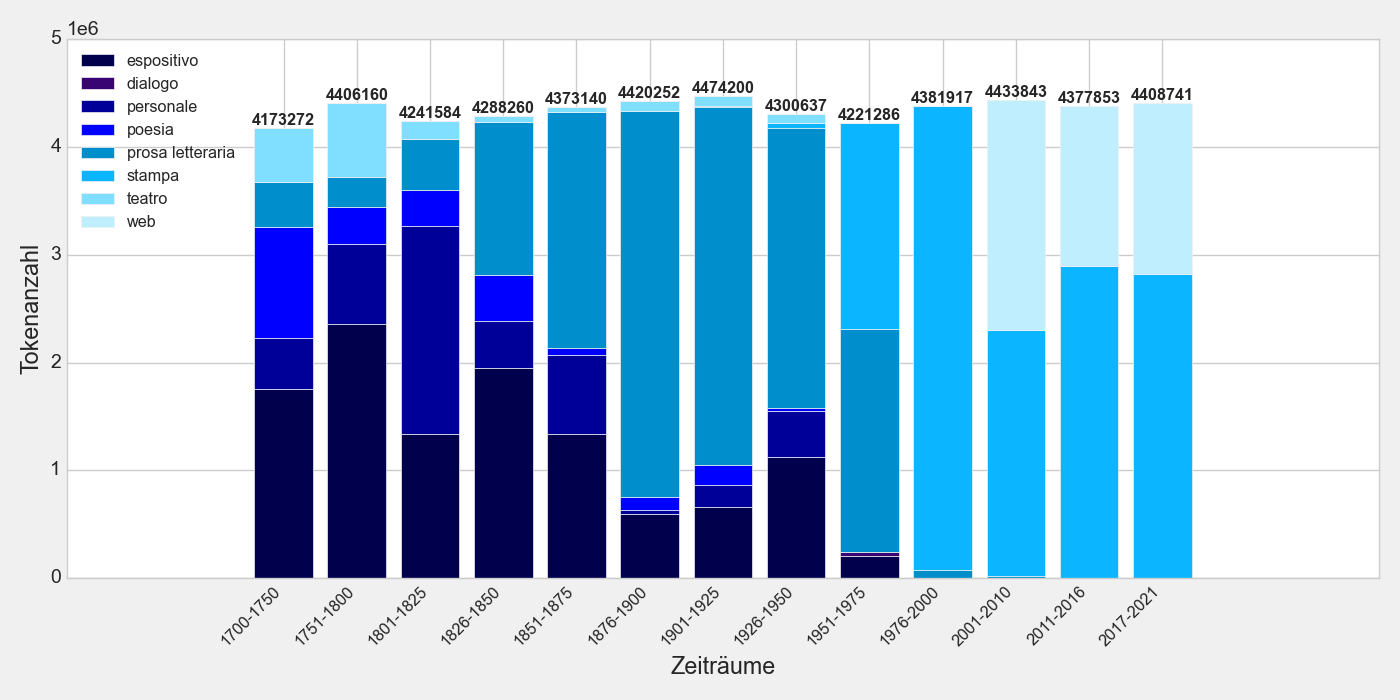 1e6
5
4
3
2
1
0
Tokenanzahl
espositivo
dialogo
personale
poesia
prosa letteraria
stampa
teatro
web
4173272
4406160
4241584
4288260
4373140
4420252
4474200
4300637
4221286
4381917
4433843
4377853
4408741
1700-1750
1751-1800
1801-1825
1826-1850
1851-1875
1876-1900
1901-1925
1926-1950
1951-1975
1976-2000
2001-2010
2011-2016
2017-2021
Zeiträume